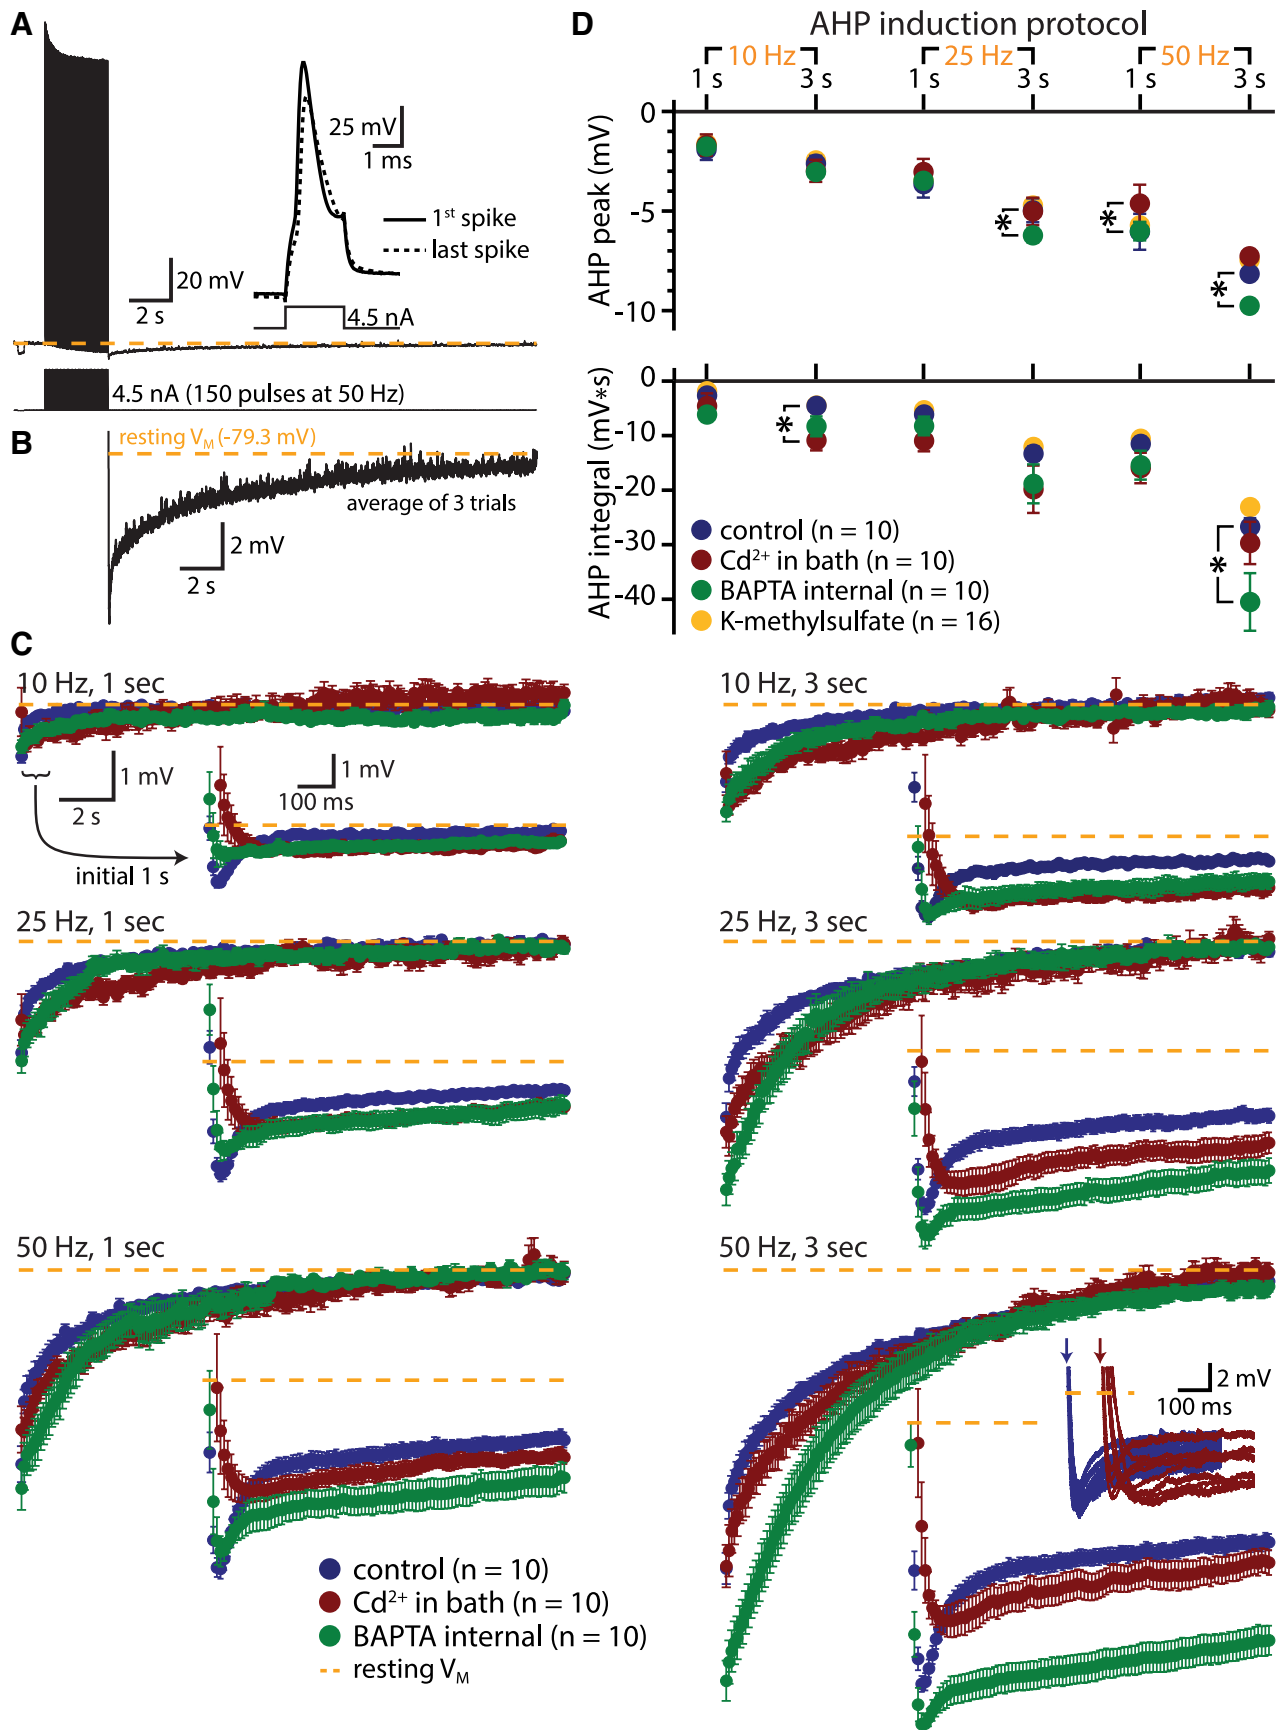 A
25 mV
1 ms
1st spike
last spike
20 mV
2 s
4.5 nA
4.5 nA (150 pulses at 50 Hz)
B
resting VM (-79.3 mV)
average of 3 trials
2 mV
2 s
D
AHP induction protocol
10 Hz
25 Hz
50 Hz
1 s
3 s
1 s
3 s
1 s
3 s
AHP peak (mV)
0
-5
-10
*
*
*
AHP integral (mV*s)
0
-10
-20
-30
-40
*
*
control (n = 10)
Cd2+ in bath (n = 10)
BAPTA internal (n = 10)
K-methylsulfate (n = 16)
C
10 Hz, 1 sec
1 mV
2 s
1 mV
100 ms
initial 1 s
10 Hz, 3 sec
25 Hz, 1 sec
25 Hz, 3 sec
50 Hz, 1 sec
50 Hz, 3 sec
2 mV
100 ms
control (n = 10)
Cd2+ in bath (n = 10)
BAPTA internal (n = 10)
resting VM